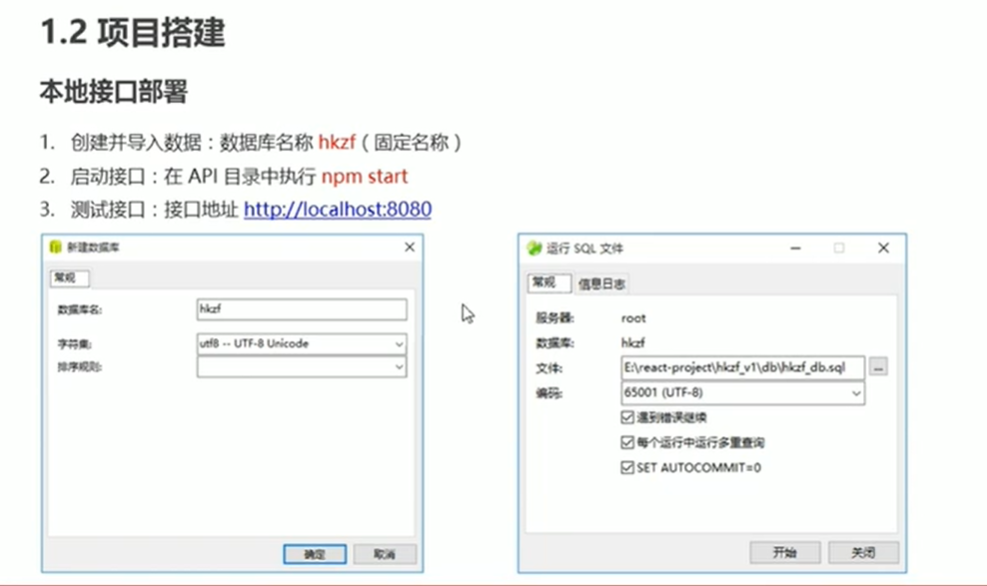 1.2 项目搭建
本地接口部署
1. 创建并导入数据：数据库名称 hkzf（固定名称）
2. 启动接口：在 API 目录中执行 npm start
3. 测试接口：接口地址 http://localhost:8080
新建数据库
常规
数据库名: hkzf
字符集: utf8 -- UTF-8 Unicode
排序规则:
确定 取消
运行 SQL 文件
常规 信息日志
服务器: root
数据库: hkzf
文件: E:\react-project\hkzf_v1\db\hkzf_db.sql ...
编码: 65001 (UTF-8)
遇到错误继续
每个运行中运行多重查询
SET AUTOCOMMIT=0
开始 关闭